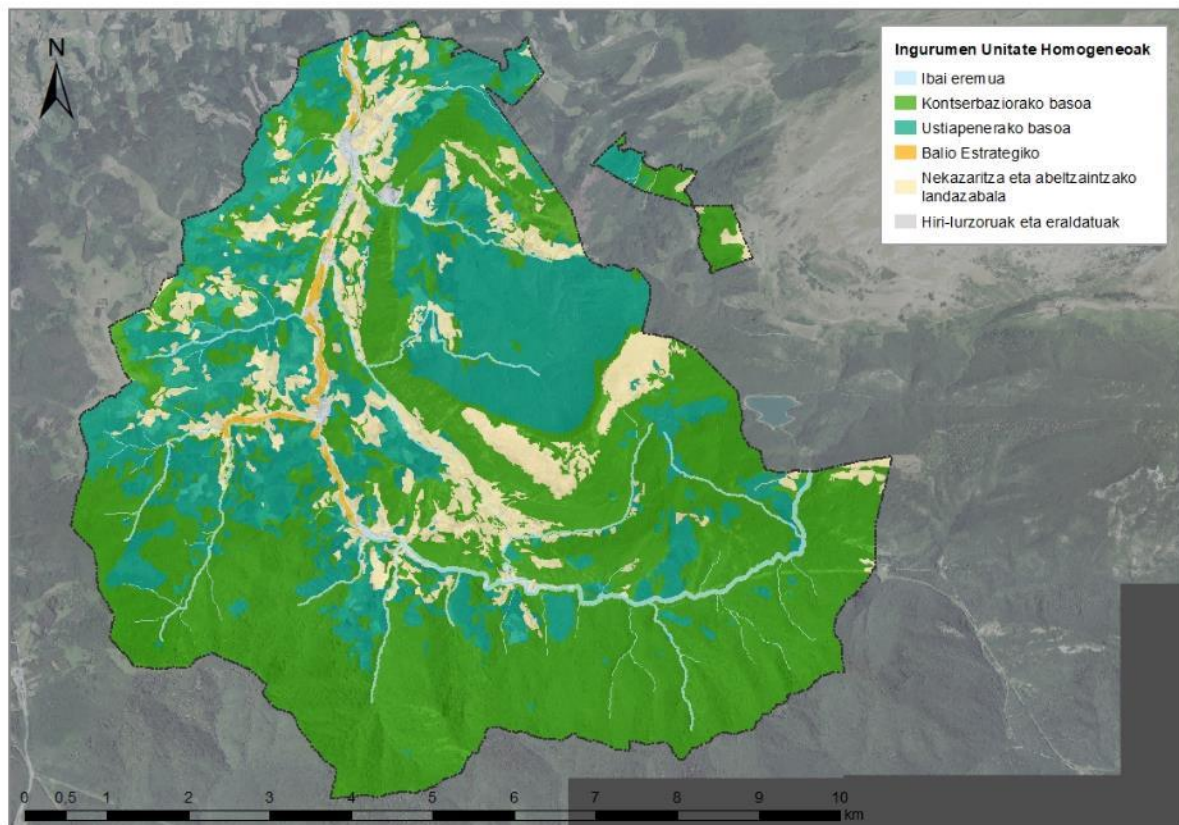 N
Ingurumen Unitate Homogeneoak
Ibai eremua
Kontserbaziorako basoa
Ustiapenerako basoa
Balio Estrategiko
Nekazaritza eta abeltzaintzako
landazabala
Hiri-lurzoruak eta eraldatuak
0 0,5 1 2 3 4 5 6 7 8 9 10
km